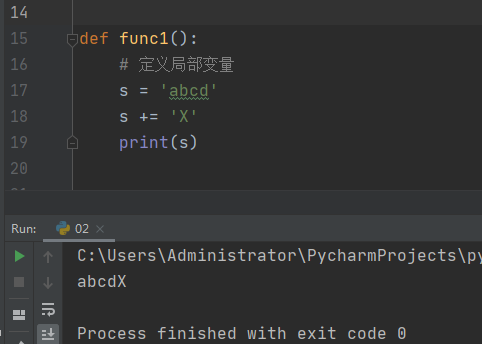 14
15 def func1():
16 # 定义局部变量
17 s = 'abcd'
18 s += 'X'
19 print(s)
20
Run: 02 ×
C:\Users\Administrator\PycharmProjects\py
abcdX
Process finished with exit code 0